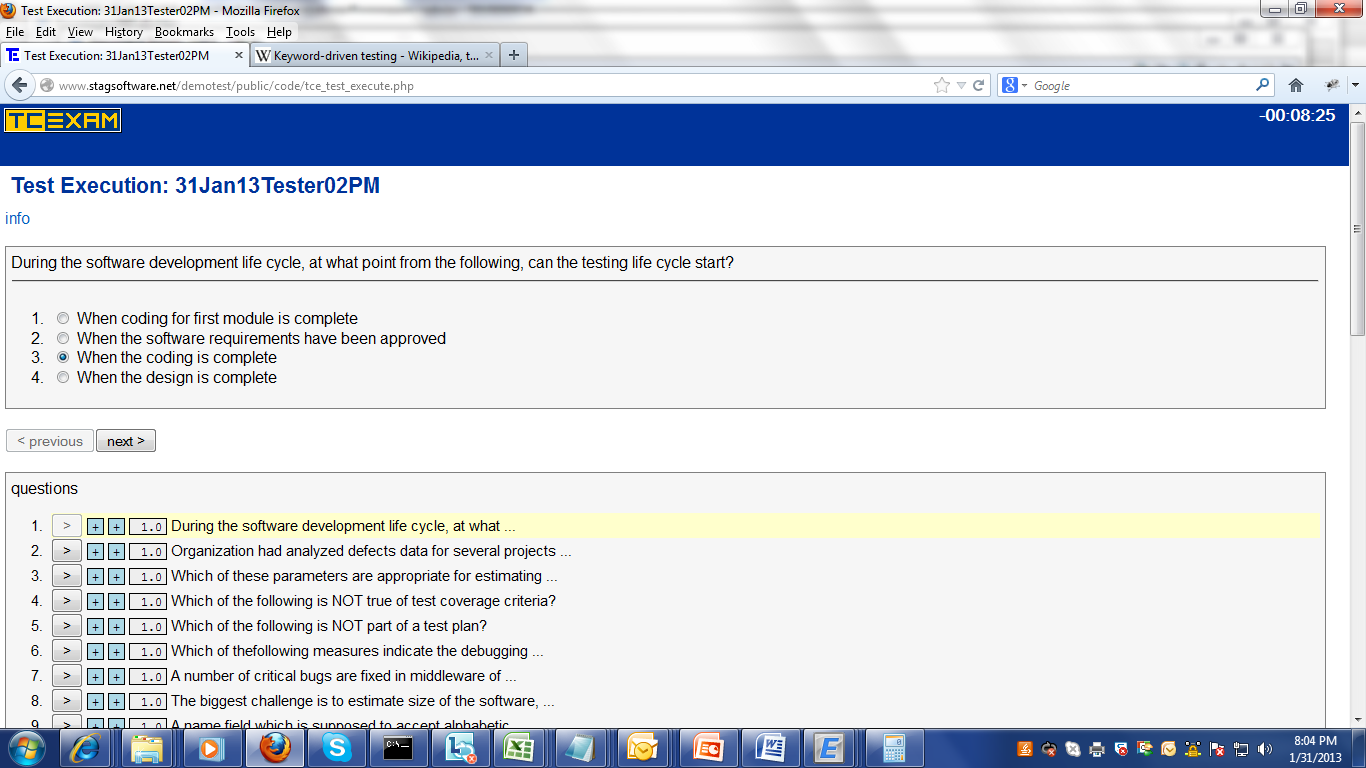 Test Execution: 31Jan13Tester02PM - Mozilla Firefox
File Edit View History Bookmarks Tools Help
Test Execution: 31Jan13Tester02PM × W Keyword-driven testing - Wikipedia, t... × +
www.stagsoftware.net/demotest/public/code/tce_test_execute.php Google
TCEXAM -00:08:25
Test Execution: 31Jan13Tester02PM
info
During the software development life cycle, at what point from the following, can the testing life cycle start?
1. When coding for first module is complete
2. When the software requirements have been approved
3. When the coding is complete
4. When the design is complete
< previous next >
questions
1. > + + 1.0 During the software development life cycle, at what ...
2. > + + 1.0 Organization had analyzed defects data for several projects ...
3. > + + 1.0 Which of these parameters are appropriate for estimating ...
4. > + + 1.0 Which of the following is NOT true of test coverage criteria?
5. > + + 1.0 Which of the following is NOT part of a test plan?
6. > + + 1.0 Which of thefollowing measures indicate the debugging ...
7. > + + 1.0 A number of critical bugs are fixed in middleware of ...
8. > + + 1.0 The biggest challenge is to estimate size of the software, ...
9. > + + 1.0 A name field which is supposed to accept alphabetic
8:04 PM
1/31/2013